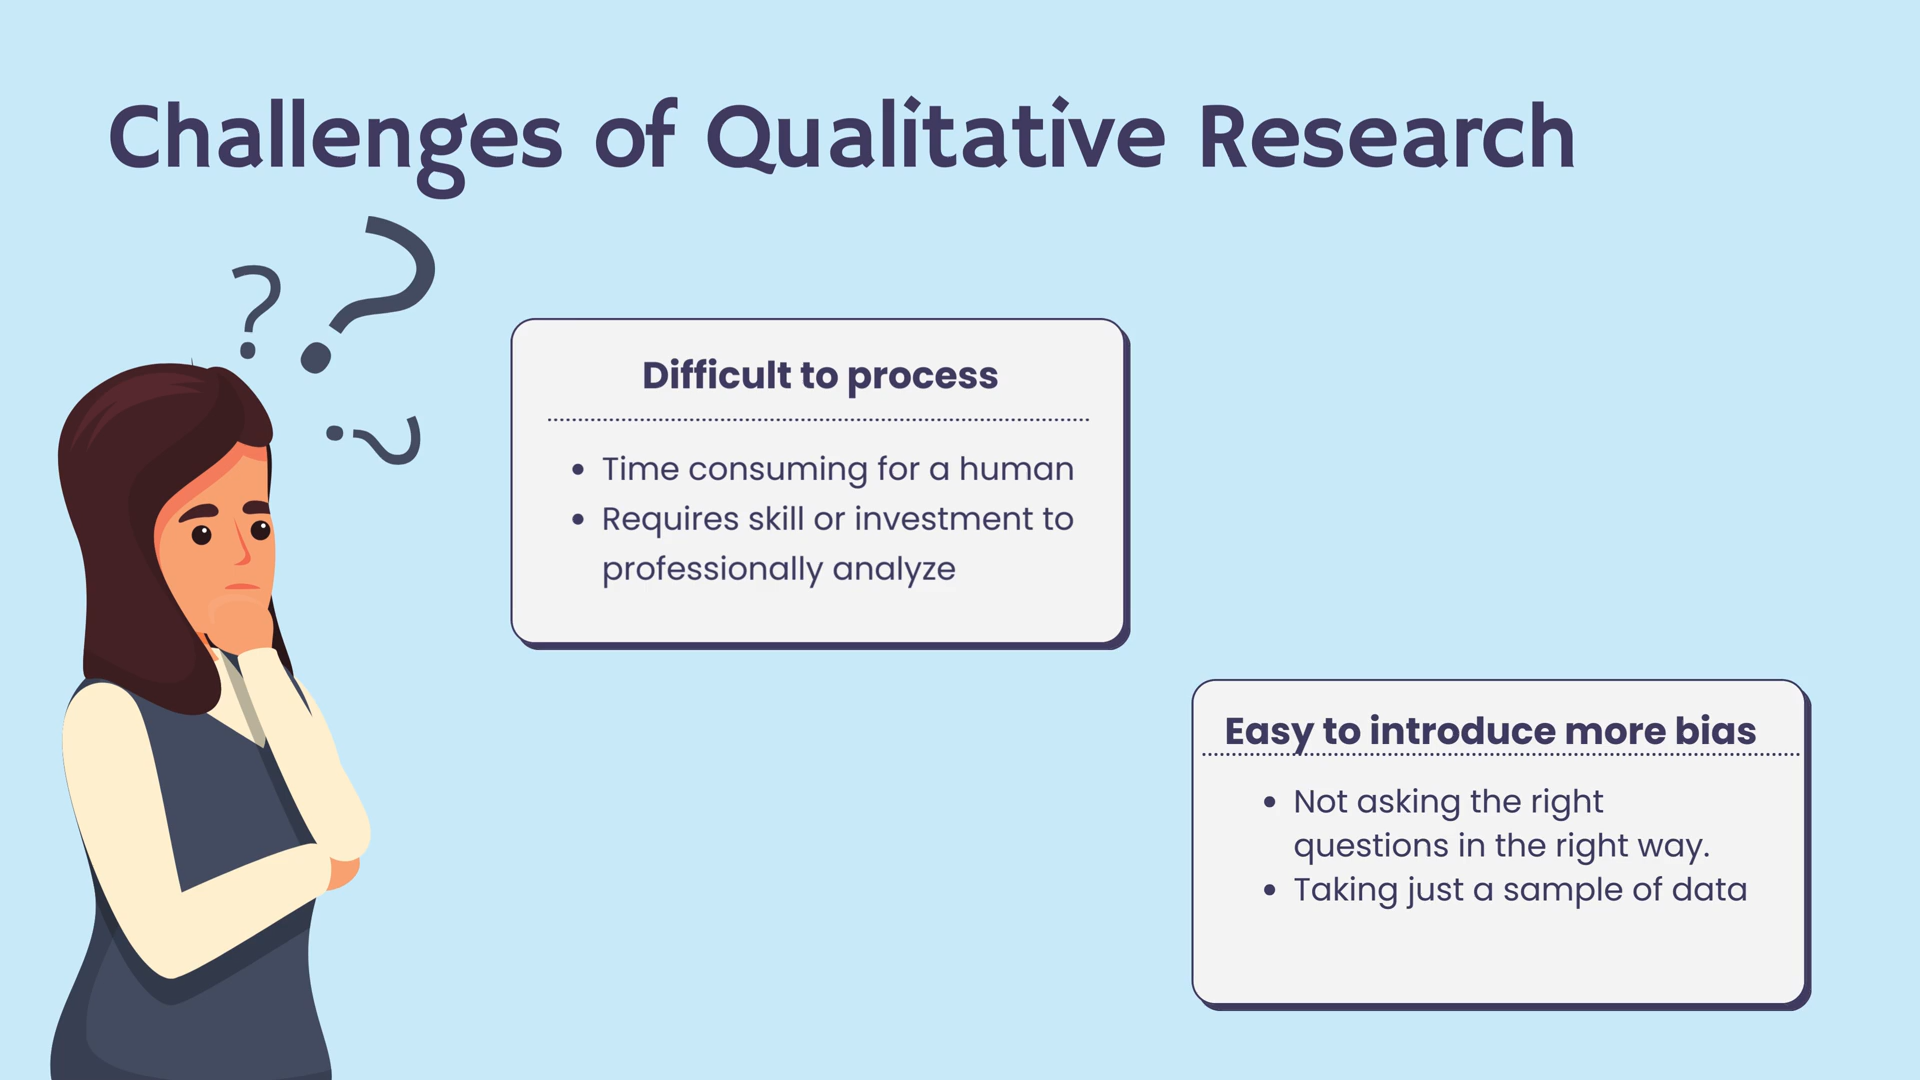 Challenges of Qualitative Research
? ? ?
Difficult to process
• Time consuming for a human
• Requires skill or investment to
professionally analyze
Easy to introduce more bias
• Not asking the right
questions in the right way.
• Taking just a sample of data